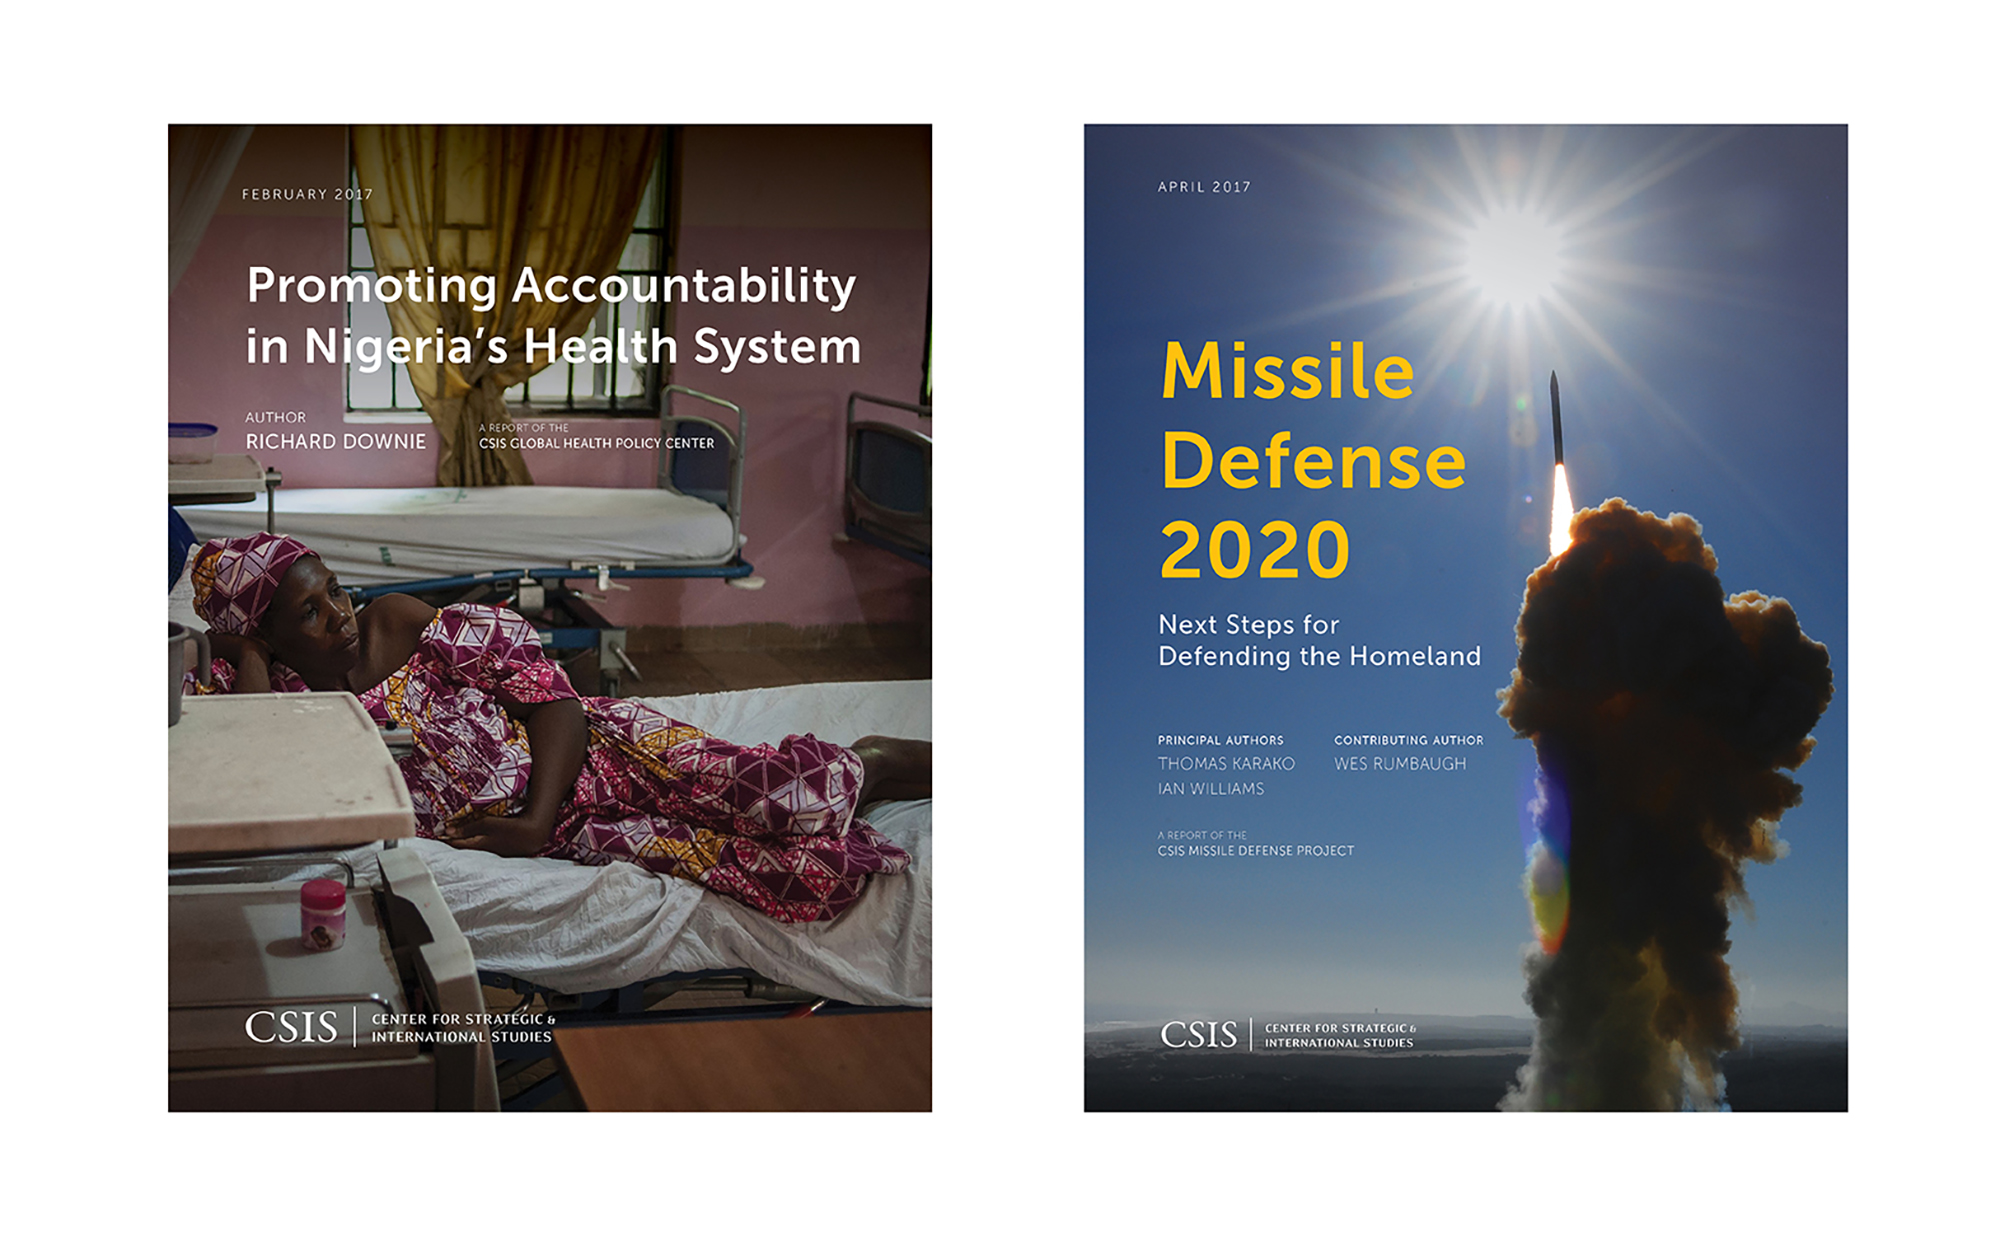 FEBRUARY 2017
Promoting Accountability
in Nigeria's Health System
AUTHOR
RICHARD DOWNIE
A REPORT OF THE
CSIS GLOBAL HEALTH POLICY CENTER
CSIS
CENTER FOR STRATEGIC &
INTERNATIONAL STUDIES
APRIL 2017
Missile
Defense
2020
Next Steps for
Defending the Homeland
PRINCIPAL AUTHORS
THOMAS KARAKO
IAN WILLIAMS
CONTRIBUTING AUTHOR
WES RUMBAUGH
A REPORT OF THE
CSIS MISSILE DEFENSE PROJECT
CSIS
CENTER FOR STRATEGIC &
INTERNATIONAL STUDIES